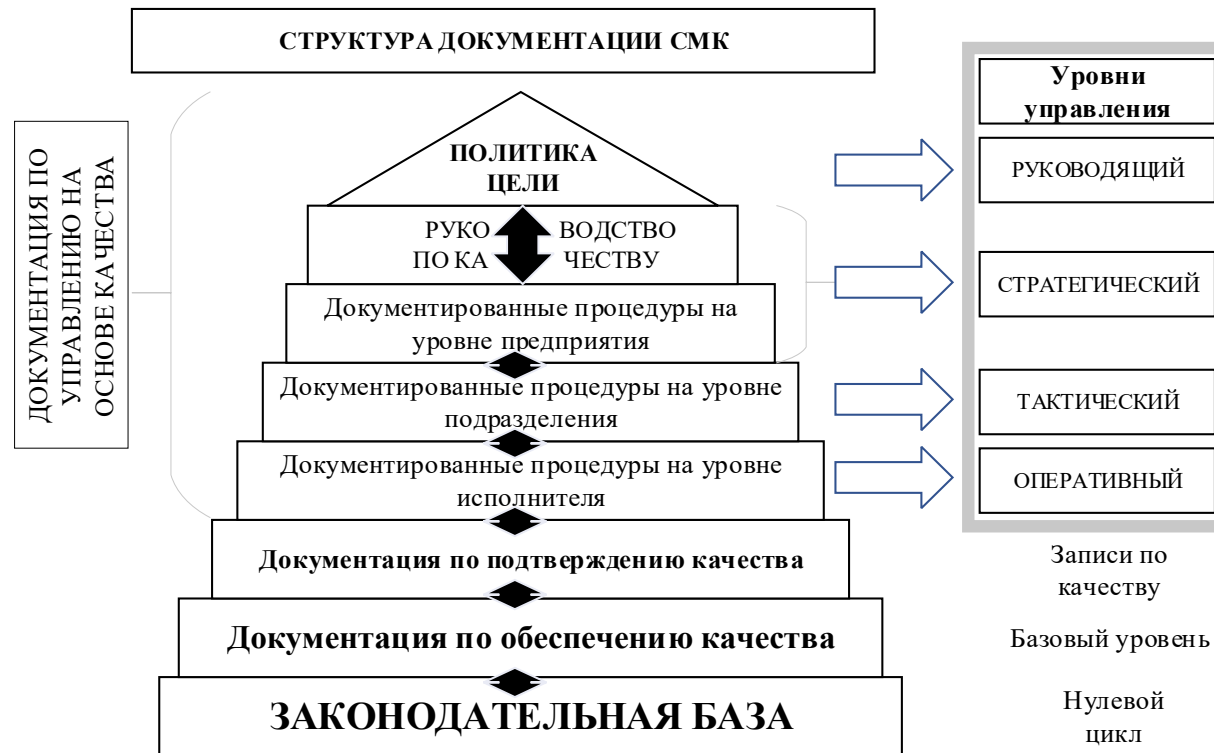 СТРУКТУРА ДОКУМЕНТАЦИИ СМК
ДОКУМЕНТАЦИЯ ПО
УПРАВЛЕНИЮ НА
ОСНОВЕ КАЧЕСТВА
ПОЛИТИКА
ЦЕЛИ
РУКО ВОДСТВО
ПО КА ЧЕСТВУ
Документированные процедуры на
уровне предприятия
Документированные процедуры на уровне
подразделения
Документированные процедуры на уровне
исполнителя
Документация по подтверждению качества
Документация по обеспечению качества
ЗАКОНОДАТЕЛЬНАЯ БАЗА
Уровни
управления
РУКОВОДЯЩИЙ
СТРАТЕГИЧЕСКИЙ
ТАКТИЧЕСКИЙ
ОПЕРАТИВНЫЙ
Записи по
качеству
Базовый уровень
Нулевой
цикл